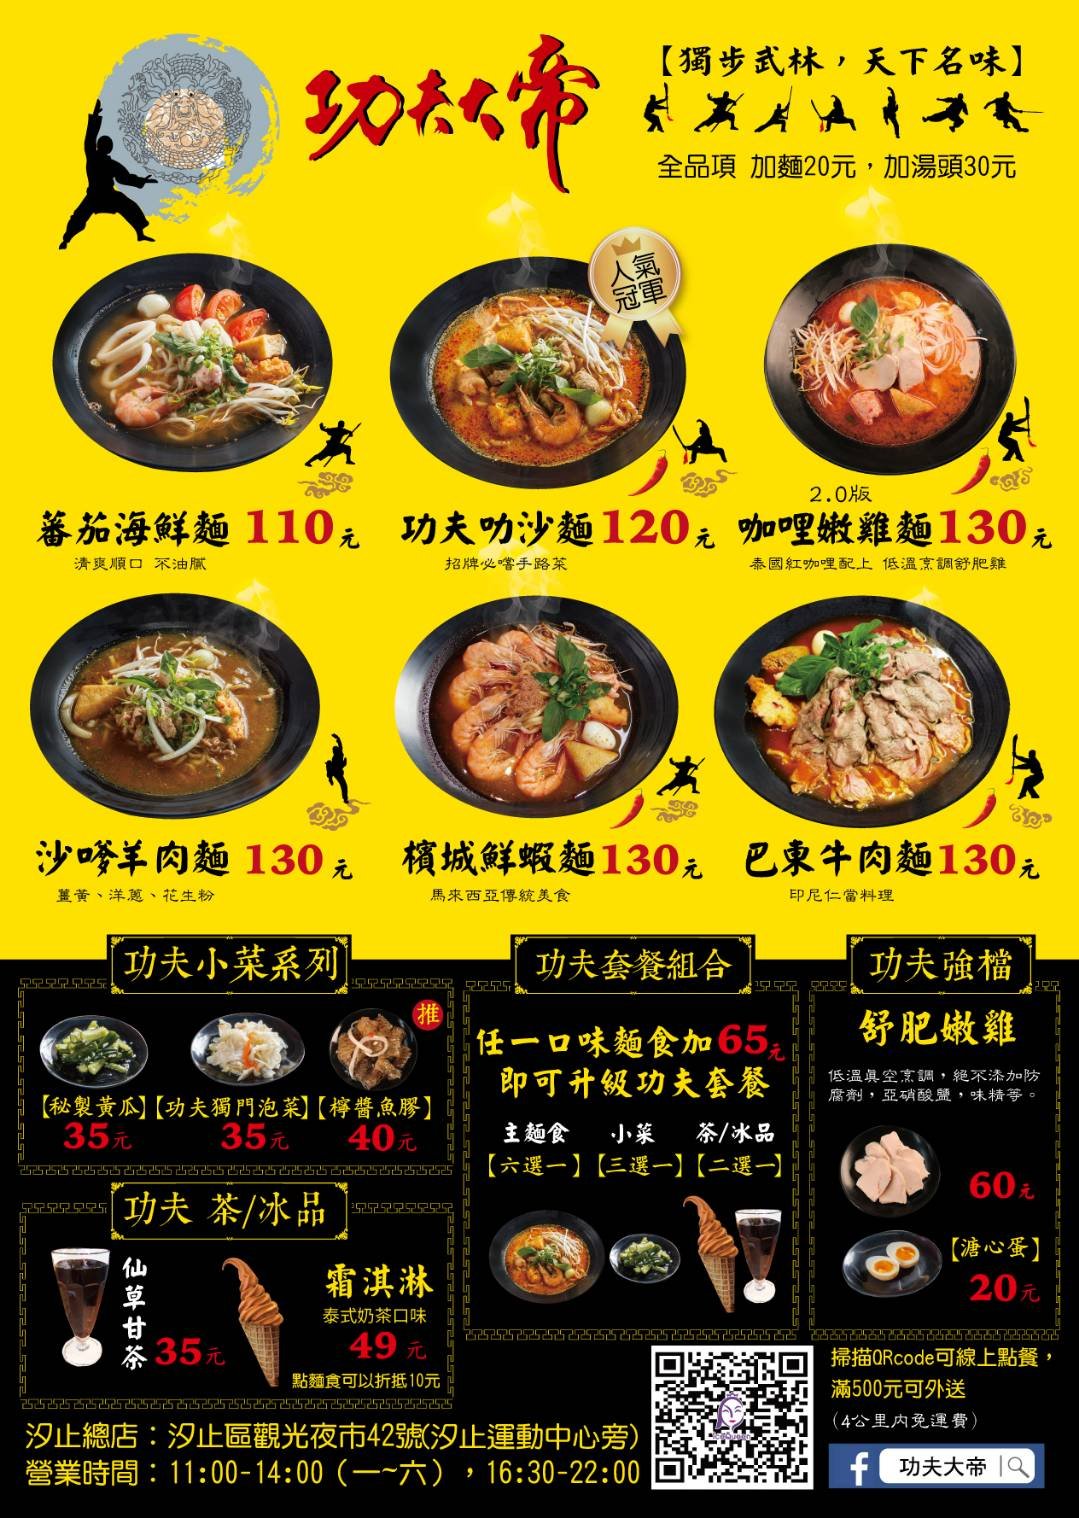 功夫大帝
【獨步武林，天下名味】
全品項 加麵20元，加湯頭30元
人氣
冠軍
蕃茄海鮮麵 110元
清爽順口 不油膩
功夫叻沙麵 120元
招牌必嚐手路菜
2.0版
咖哩嫩雞麵 130元
泰國紅咖哩配上 低溫烹調舒肥雞
沙嗲羊肉麵 130元
薑黃、洋蔥、花生粉
檳城鮮蝦麵 130元
馬來西亞傳統美食
巴東牛肉麵 130元
印尼仁當料理
功夫小菜系列
推
【秘製黃瓜】【功夫獨門泡菜】【檸醬魚膠】
35元 35元 40元
功夫 茶/冰品
仙草甘茶 35元
霜淇淋
泰式奶茶口味
49元
點麵食可以折抵10元
功夫套餐組合
任一口味麵食加65元
即可升級功夫套餐
主麵食 小菜 茶/冰品
【六選一】【三選一】【二選一】
功夫強檔
舒肥嫩雞
低溫真空烹調，絕不添加防
腐劑，亞硝酸鹽，味精等。
60元
【溏心蛋】
20元
掃描QRcode可線上點餐，
滿500元可外送
（4公里內免運費）
f 功夫大帝
汐止總店：汐止區觀光夜市42號(汐止運動中心旁)
營業時間：11:00-14:00（一~六），16:30-22:00